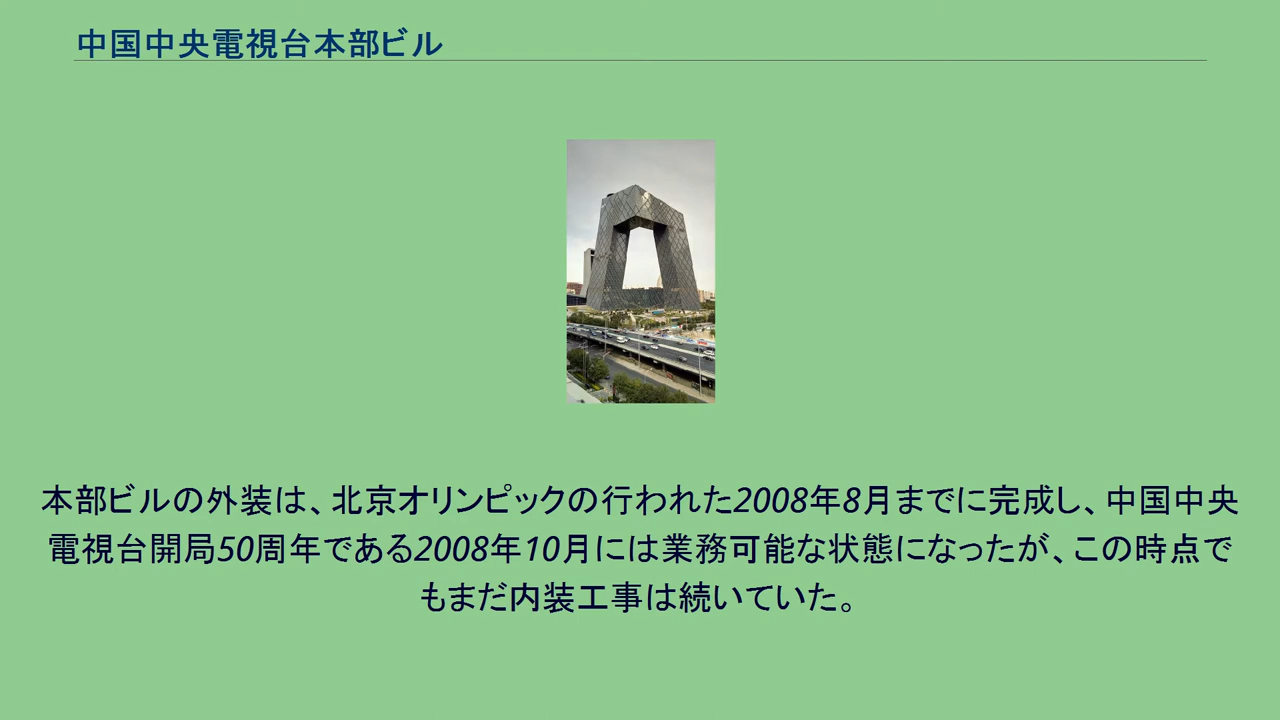 中国中央電視台本部ビル
本部ビルの外装は、北京オリンピックの行われた2008年8月までに完成し、中国中央
電視台開局50周年である2008年10月には業務可能な状態になったが、この時点で
もまだ内装工事は続いていた。